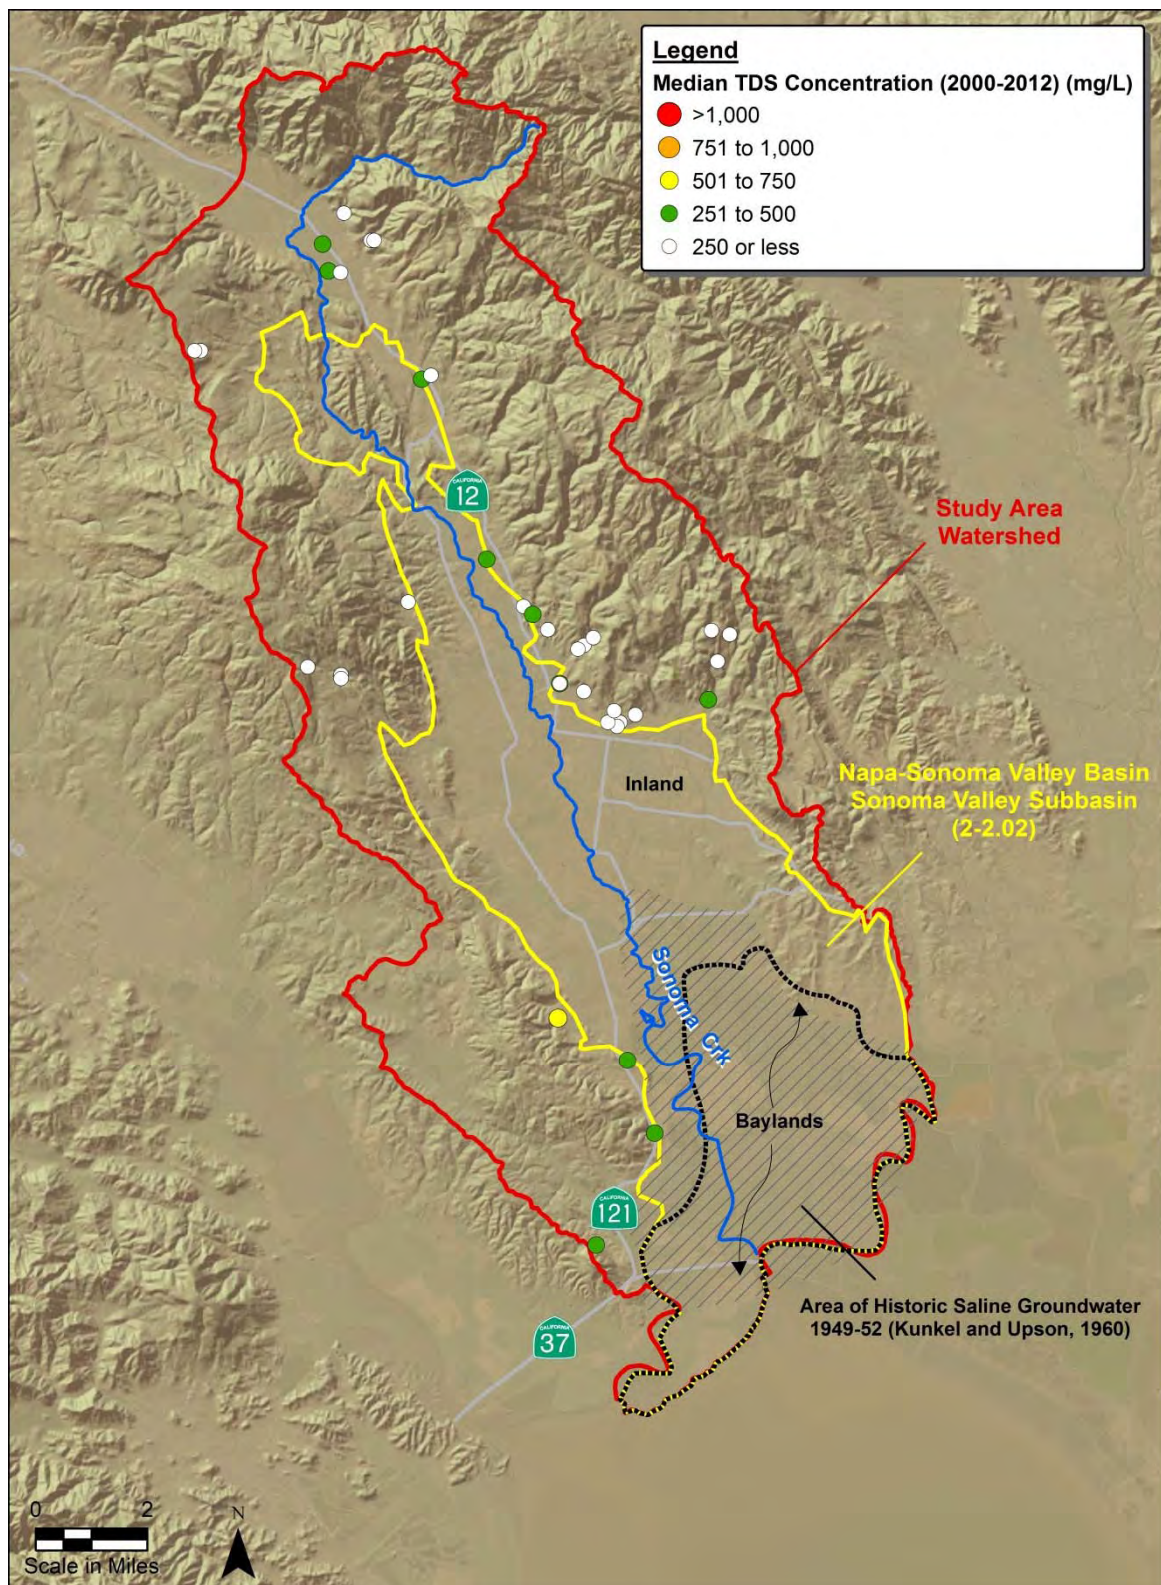 Legend
Median TDS Concentration (2000-2012) (mg/L)
>1,000
751 to 1,000
501 to 750
251 to 500
250 or less
CALIFORNIA
12
Study Area
Watershed
Napa-Sonoma Valley Basin
Sonoma Valley Subbasin
(2-2.02)
Inland
Sonoma Crk
Baylands
CALIFORNIA
121
Area of Historic Saline Groundwater
1949-52 (Kunkel and Upson, 1960)
CALIFORNIA
37
0 2
Scale in Miles
N